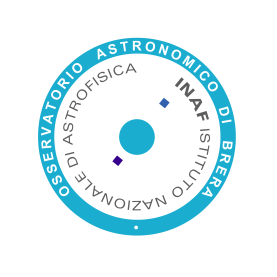 OSSERVATORIO ASTRONOMICO DI BRERA
INAF ISTITUTO NAZIONALE DI ASTROFISICA